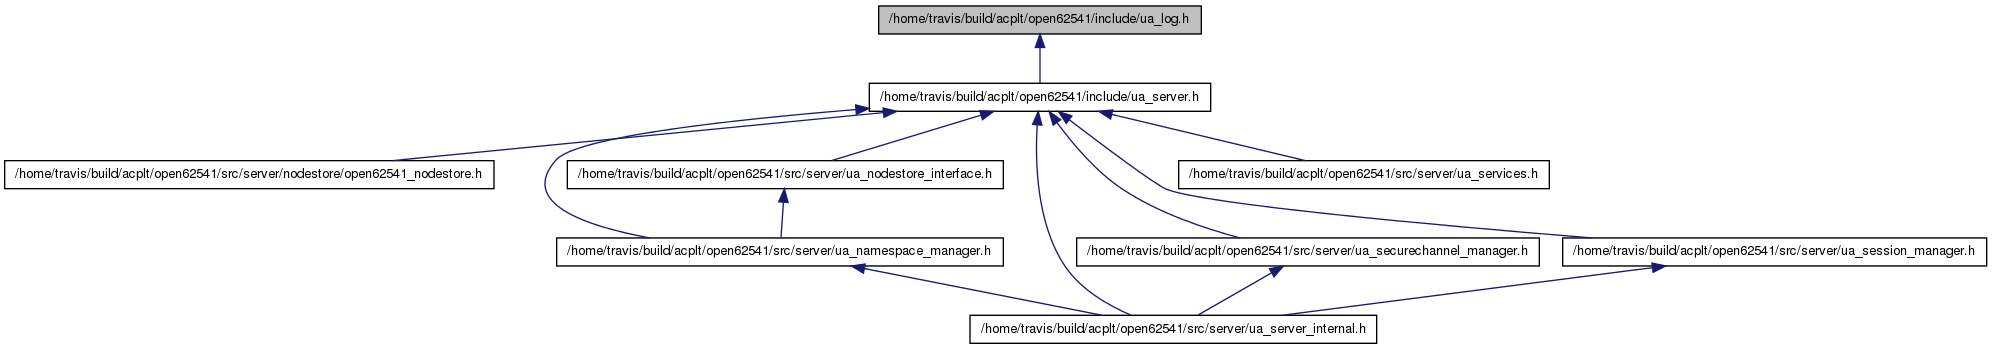 /home/travis/build/acplt/open62541/include/ua_log.h
/home/travis/build/acplt/open62541/include/ua_server.h
/home/travis/build/acplt/open62541/src/server/nodestore/open62541_nodestore.h
/home/travis/build/acplt/open62541/src/server/ua_nodestore_interface.h
/home/travis/build/acplt/open62541/src/server/ua_services.h
/home/travis/build/acplt/open62541/src/server/ua_namespace_manager.h
/home/travis/build/acplt/open62541/src/server/ua_securechannel_manager.h
/home/travis/build/acplt/open62541/src/server/ua_session_manager.h
/home/travis/build/acplt/open62541/src/server/ua_server_internal.h